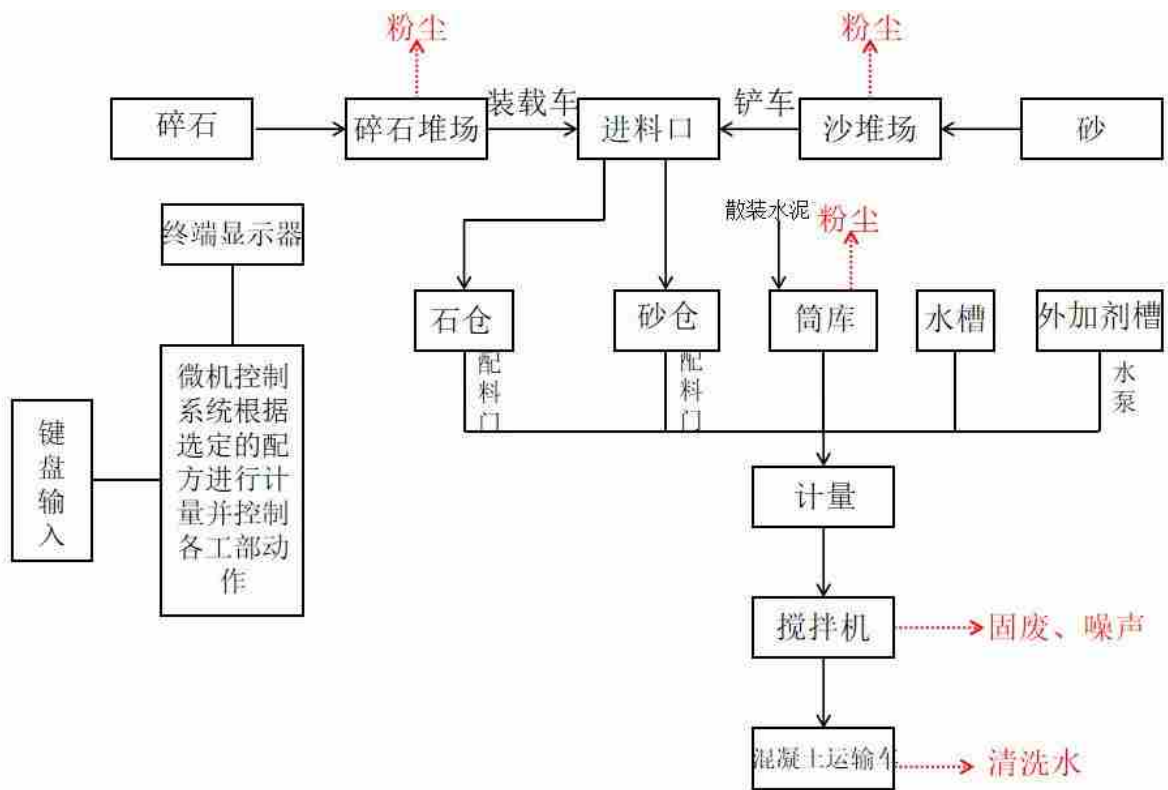 粉尘
粉尘
碎石
碎石堆场
装载车
进料口
铲车
沙堆场
砂
终端显示器
散装水泥
粉尘
石仓
砂仓
筒库
水槽
外加剂槽
配料门
配料门
水泵
键盘输入
微机控制
系统根据
选定的配
方进行计
量并控制
各工部动
作
计量
搅拌机
固废、噪声
混凝土运输车
清洗水